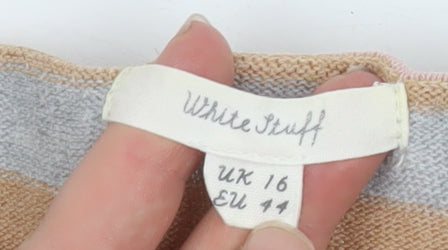 White Stuff
UK 16
EU 44